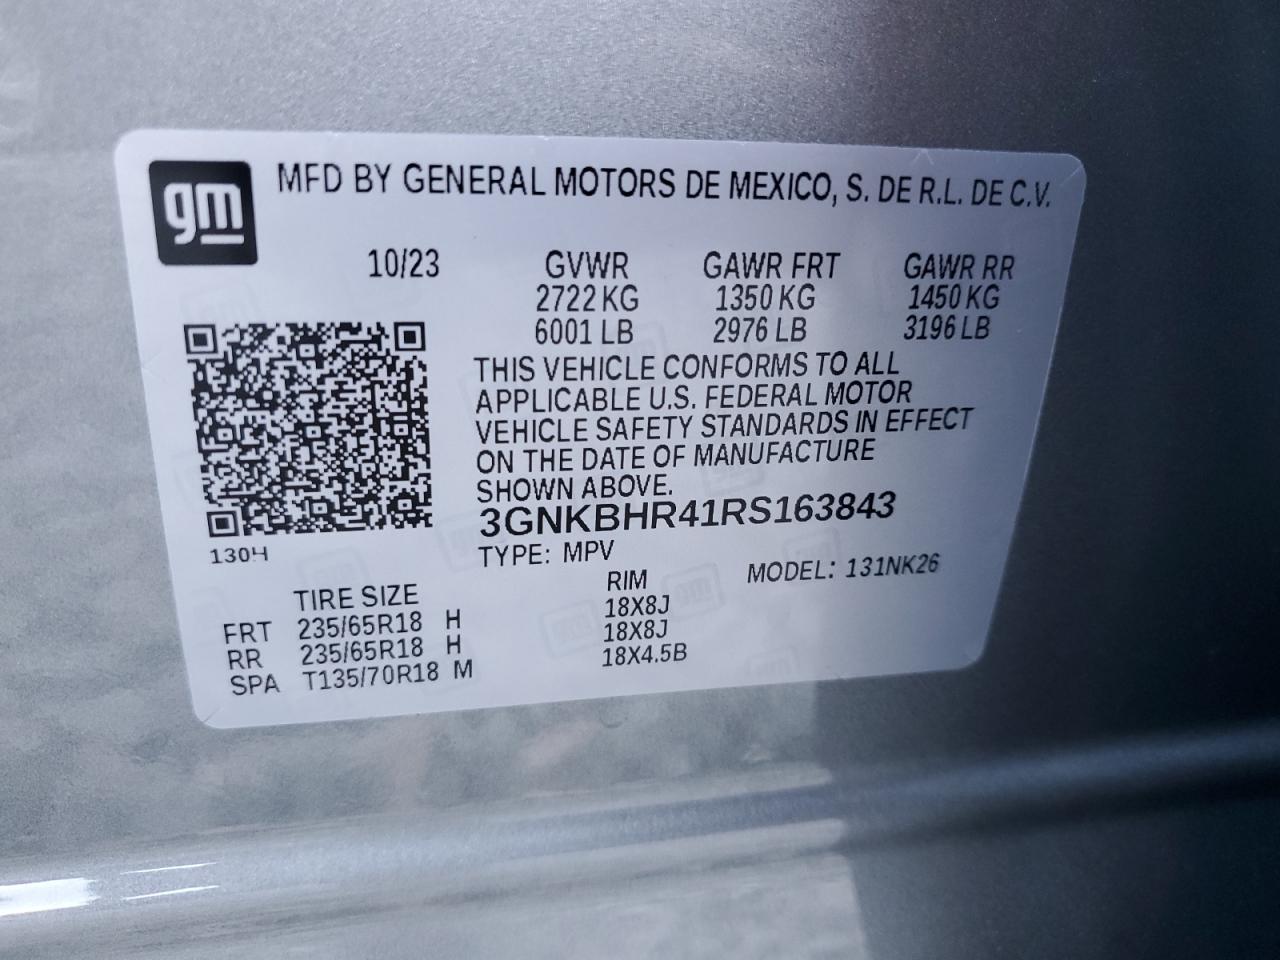 gm
MFD BY GENERAL MOTORS DE MEXICO, S. DE R.L. DE C.V.
10/23 GVWR GAWR FRT GAWR RR
2722 KG 1350 KG 1450 KG
6001 LB 2976 LB 3196 LB
THIS VEHICLE CONFORMS TO ALL
APPLICABLE U.S. FEDERAL MOTOR
VEHICLE SAFETY STANDARDS IN EFFECT
ON THE DATE OF MANUFACTURE
SHOWN ABOVE.
3GNKBHR41RS163843
130H
TYPE: MPV MODEL: 131NK26
TIRE SIZE RIM
FRT 235/65R18 H 18X8J
RR 235/65R18 H 18X8J
SPA T135/70R18 M 18X4.5B